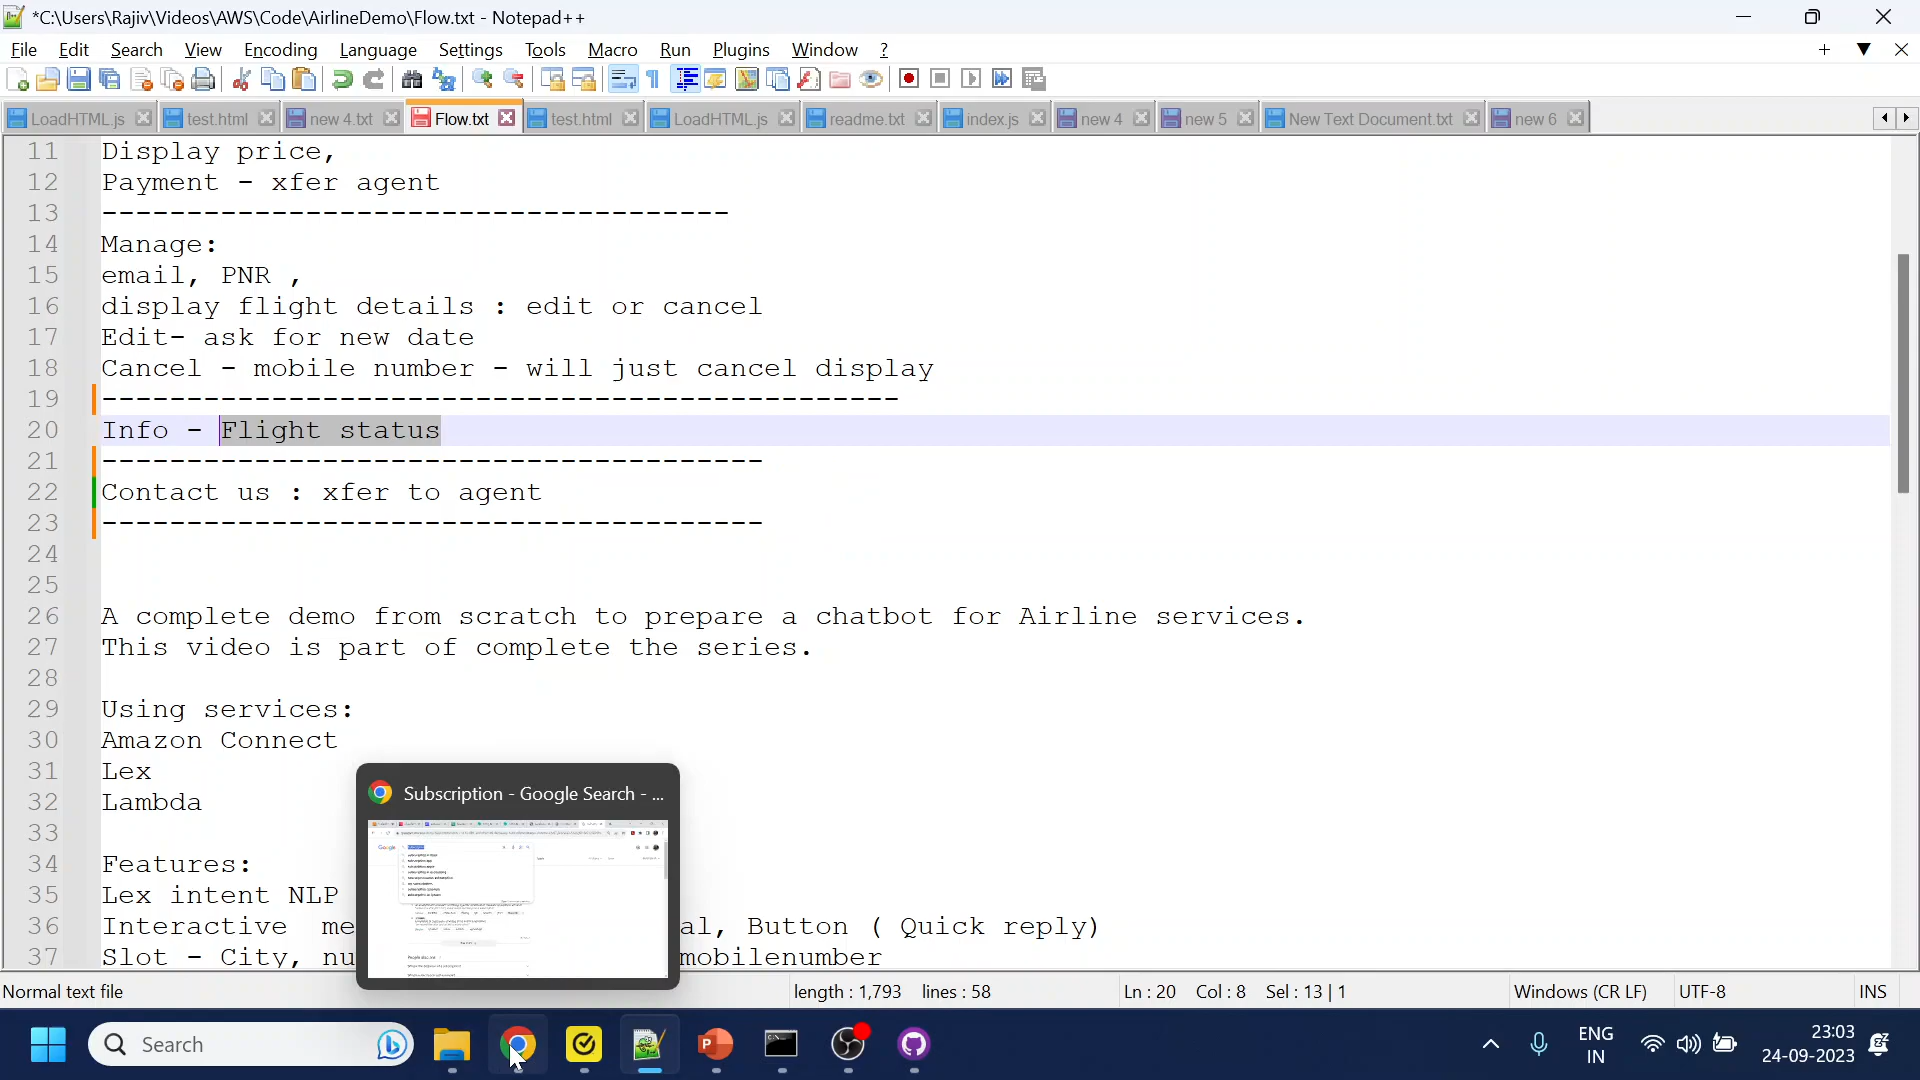 *C:\Users\Rajiv\Videos\AWS\Code\AirlineDemo\Flow.txt - Notepad++
File Edit Search View Encoding Language Settings Tools Macro Run Plugins Window ?
LoadHTML.js test.html new 4.txt Flow.txt test.html LoadHTML.js readme.txt index.js new 4 new 5 New Text Document.txt new 6
11 Display price,
12 Payment - xfer agent
13 -------------------------------------
14 Manage:
15 email, PNR ,
16 display flight details : edit or cancel
17 Edit- ask for new date
18 Cancel - mobile number - will just cancel display
19 -----------------------------------------------
20 Info - Flight status
21 ---------------------------------------
22 Contact us : xfer to agent
23 ---------------------------------------
24
25
26 A complete demo from scratch to prepare a chatbot for Airline services.
27 This video is part of complete the series.
28
29 Using services:
30 Amazon Connect
31 Lex
32 Lambda
33
34 Features:
35 Lex intent NLP
36 Interactive me al, Button ( Quick reply)
37 Slot - City, nu mobilenumber
Subscription - Google Search - ...
Normal text file length : 1,793 lines : 58 Ln : 20 Col : 8 Sel : 13 | 1 Windows (CR LF) UTF-8 INS
Search
ENG
IN
23:03
24-09-2023